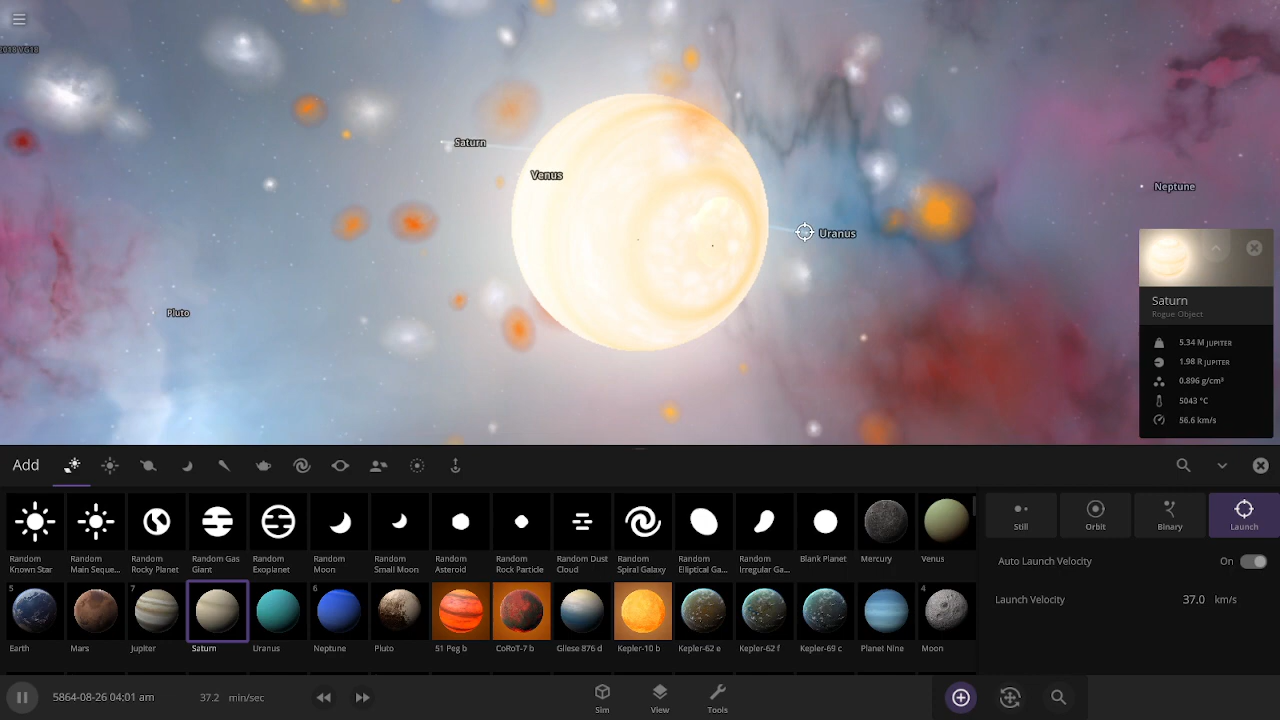 2018 VG18
Saturn
Venus
Neptune
Uranus
Pluto
Saturn
Rogue Object
5.34 M JUPITER
1.98 R JUPITER
0.896 g/cm³
5043 °C
56.6 km/s
Add
Still
Orbit
Binary
Launch
Random Known Star
Random Main Seque...
Random Rocky Planet
Random Gas Giant
Random Exoplanet
Random Moon
Random Small Moon
Random Asteroid
Random Rock Particle
Random Dust Cloud
Random Spiral Galaxy
Random Elliptical Ga...
Random Irregular Ga...
Blank Planet
Mercury
Venus
Auto Launch Velocity On
Launch Velocity 37.0 km/s
5
7
6
4
Earth
Mars
Jupiter
Saturn
Uranus
Neptune
Pluto
51 Peg b
CoRoT-7 b
Gliese 876 d
Kepler-10 b
Kepler-62 e
Kepler-62 f
Kepler-69 c
Planet Nine
Moon
5864-08-26 04:01 am
37.2 min/sec
Sim
View
Tools